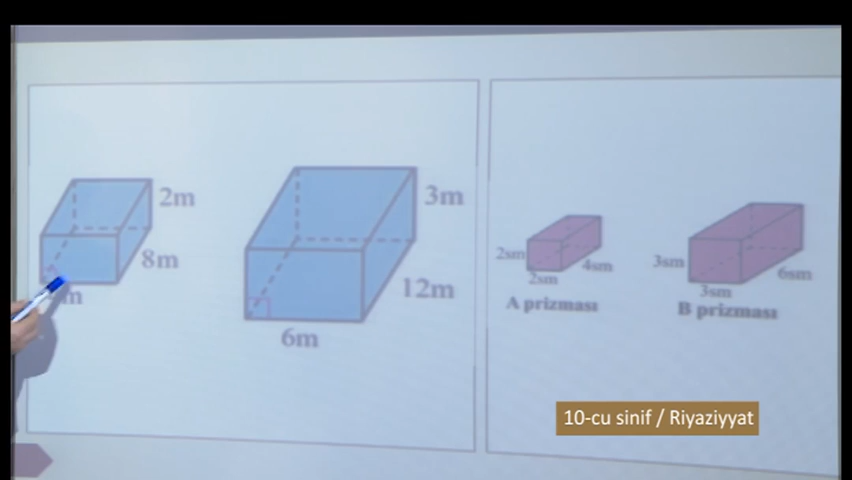 2m
8m
3m
12m
6m
2sm
2sm
4sm
A prizması
3sm
3sm
6sm
B prizması
10-cu sinif / Riyaziyyat